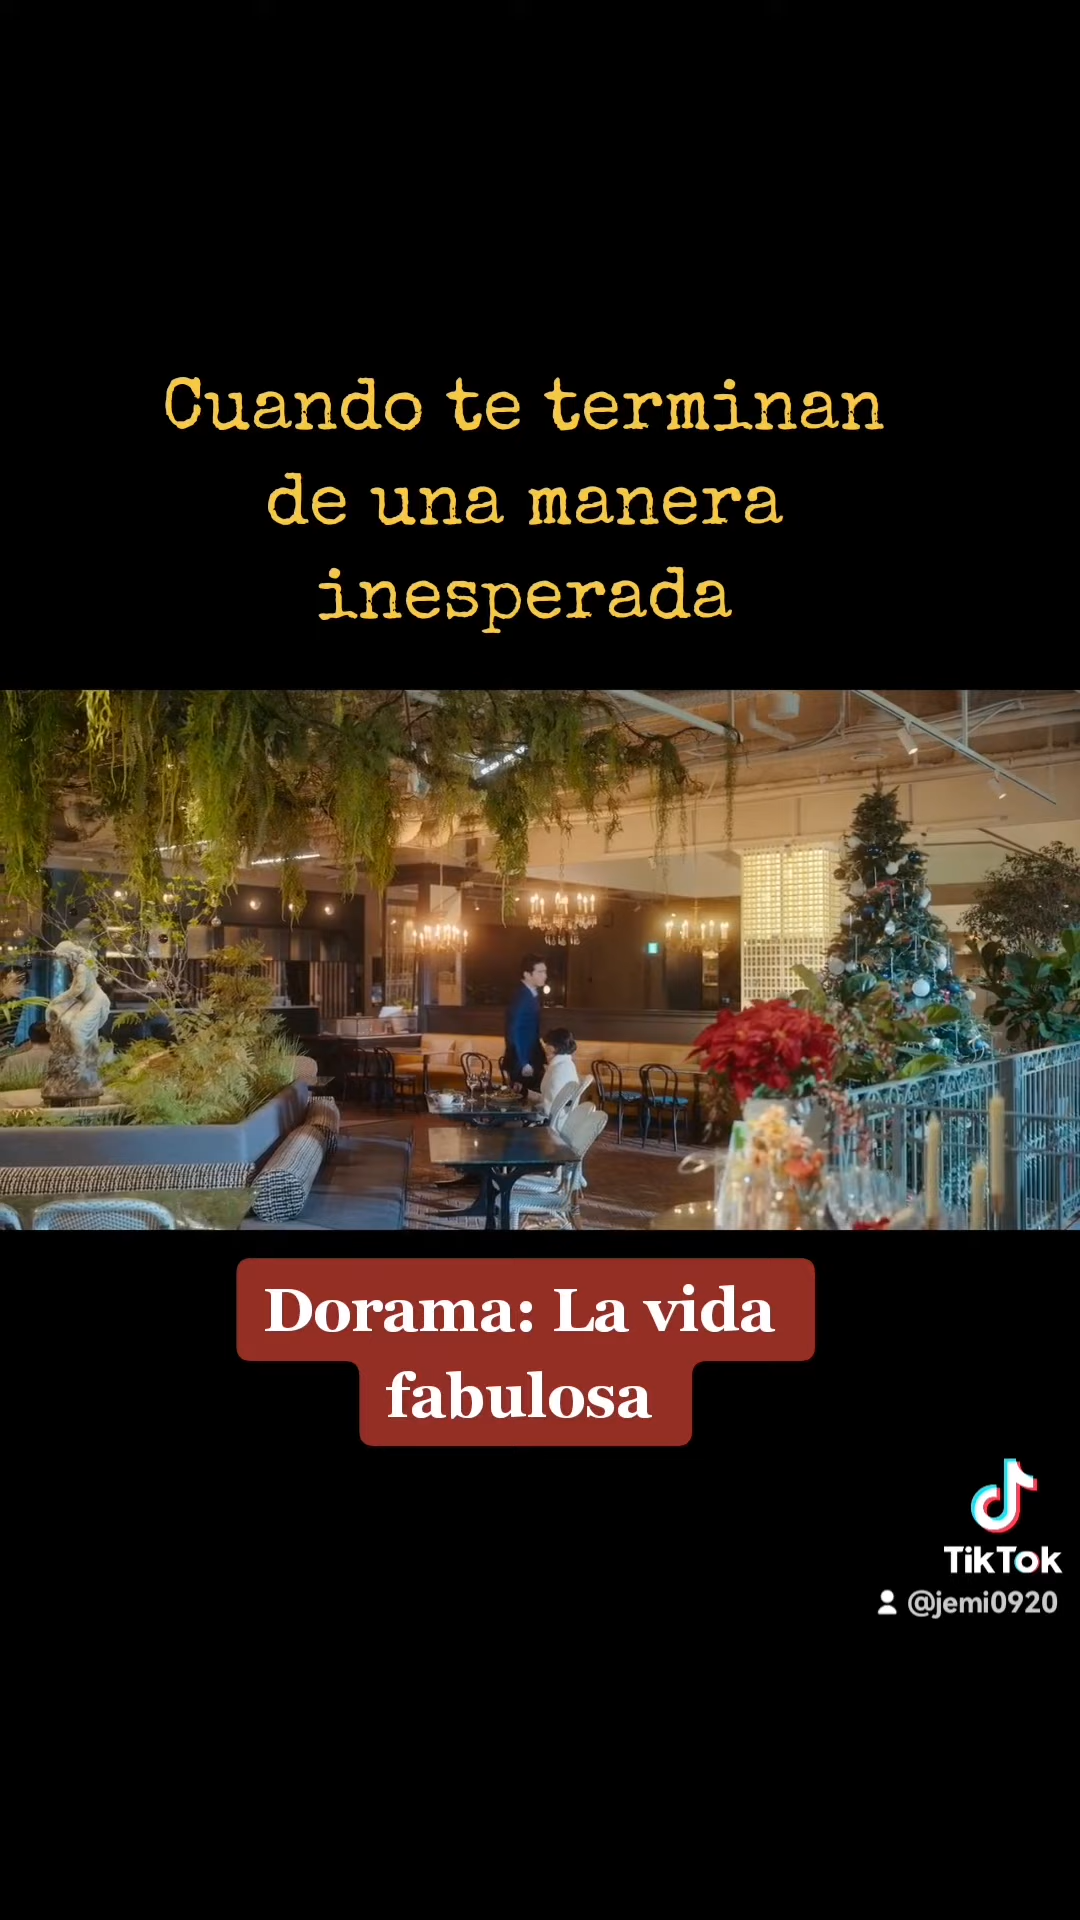 Cuando te terminan
de una manera
inesperada
Dorama: La vida
fabulosa
TikTok
@jemi0920